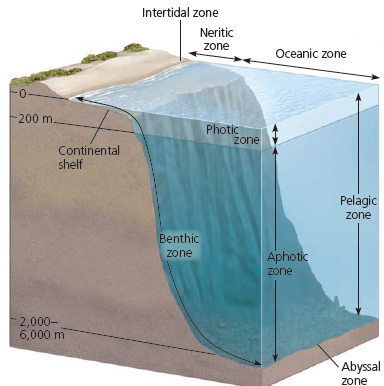 Intertidal zone
Neritic
zone
Oceanic zone
0
200 m
Photic
zone
Continental
shelf
Pelagic
zone
Benthic
zone
Aphotic
zone
2,000–
6,000 m
Abyssal
zone